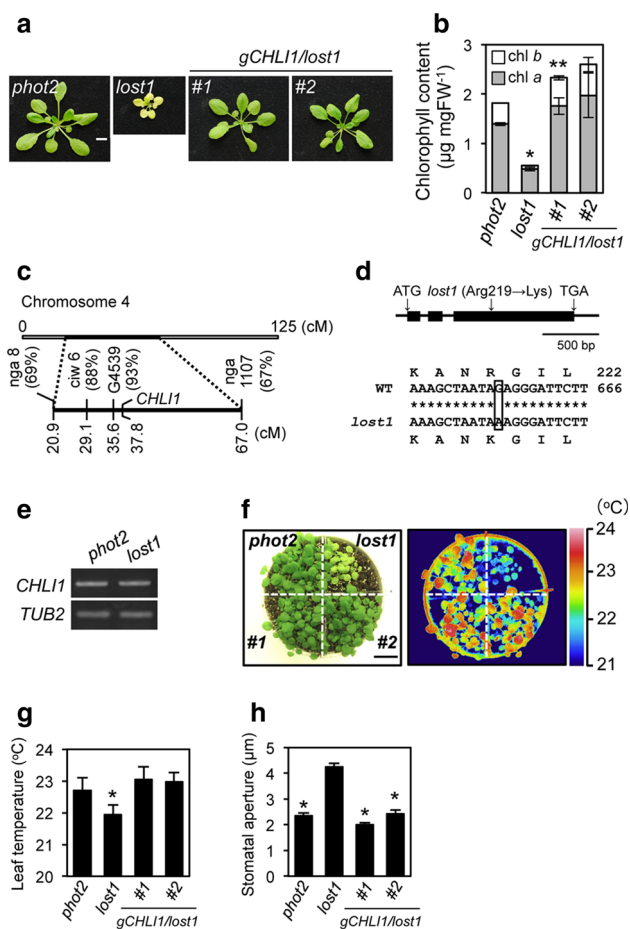 a
gCHLI1/lost1
phot2 lost1 #1 #2
b
Chlorophyll content
(µg mgFW⁻¹)
3
2
1
0
chl b
chl a
**
*
phot2 lost1 #1 #2
gCHLI1/lost1
c
Chromosome 4
0 125 (cM)
nga 8
(69%)
ciw 6
(88%)
G4539
(93%)
CHLI1
nga
1107
(67%)
20.9 29.1 35.6 37.8 67.0 (cM)
d
ATG lost1 (Arg219→Lys) TGA
500 bp
K A N R G I L 222
WT AAAGCTAATAGAGGGATTCTT 666
********** **********
lost1 AAAGCTAATAAAGGGATTCTT
K A N K G I L
e
phot2 lost1
CHLI1
TUB2
f
phot2 lost1
#1 #2
(°C)
24
23
22
21
g
Leaf temperature (°C)
24
23
22
21
20
*
phot2 lost1 #1 #2
gCHLI1/lost1
h
Stomatal aperture (µm)
5
4
3
2
1
0
* * *
phot2 lost1 #1 #2
gCHLI1/lost1